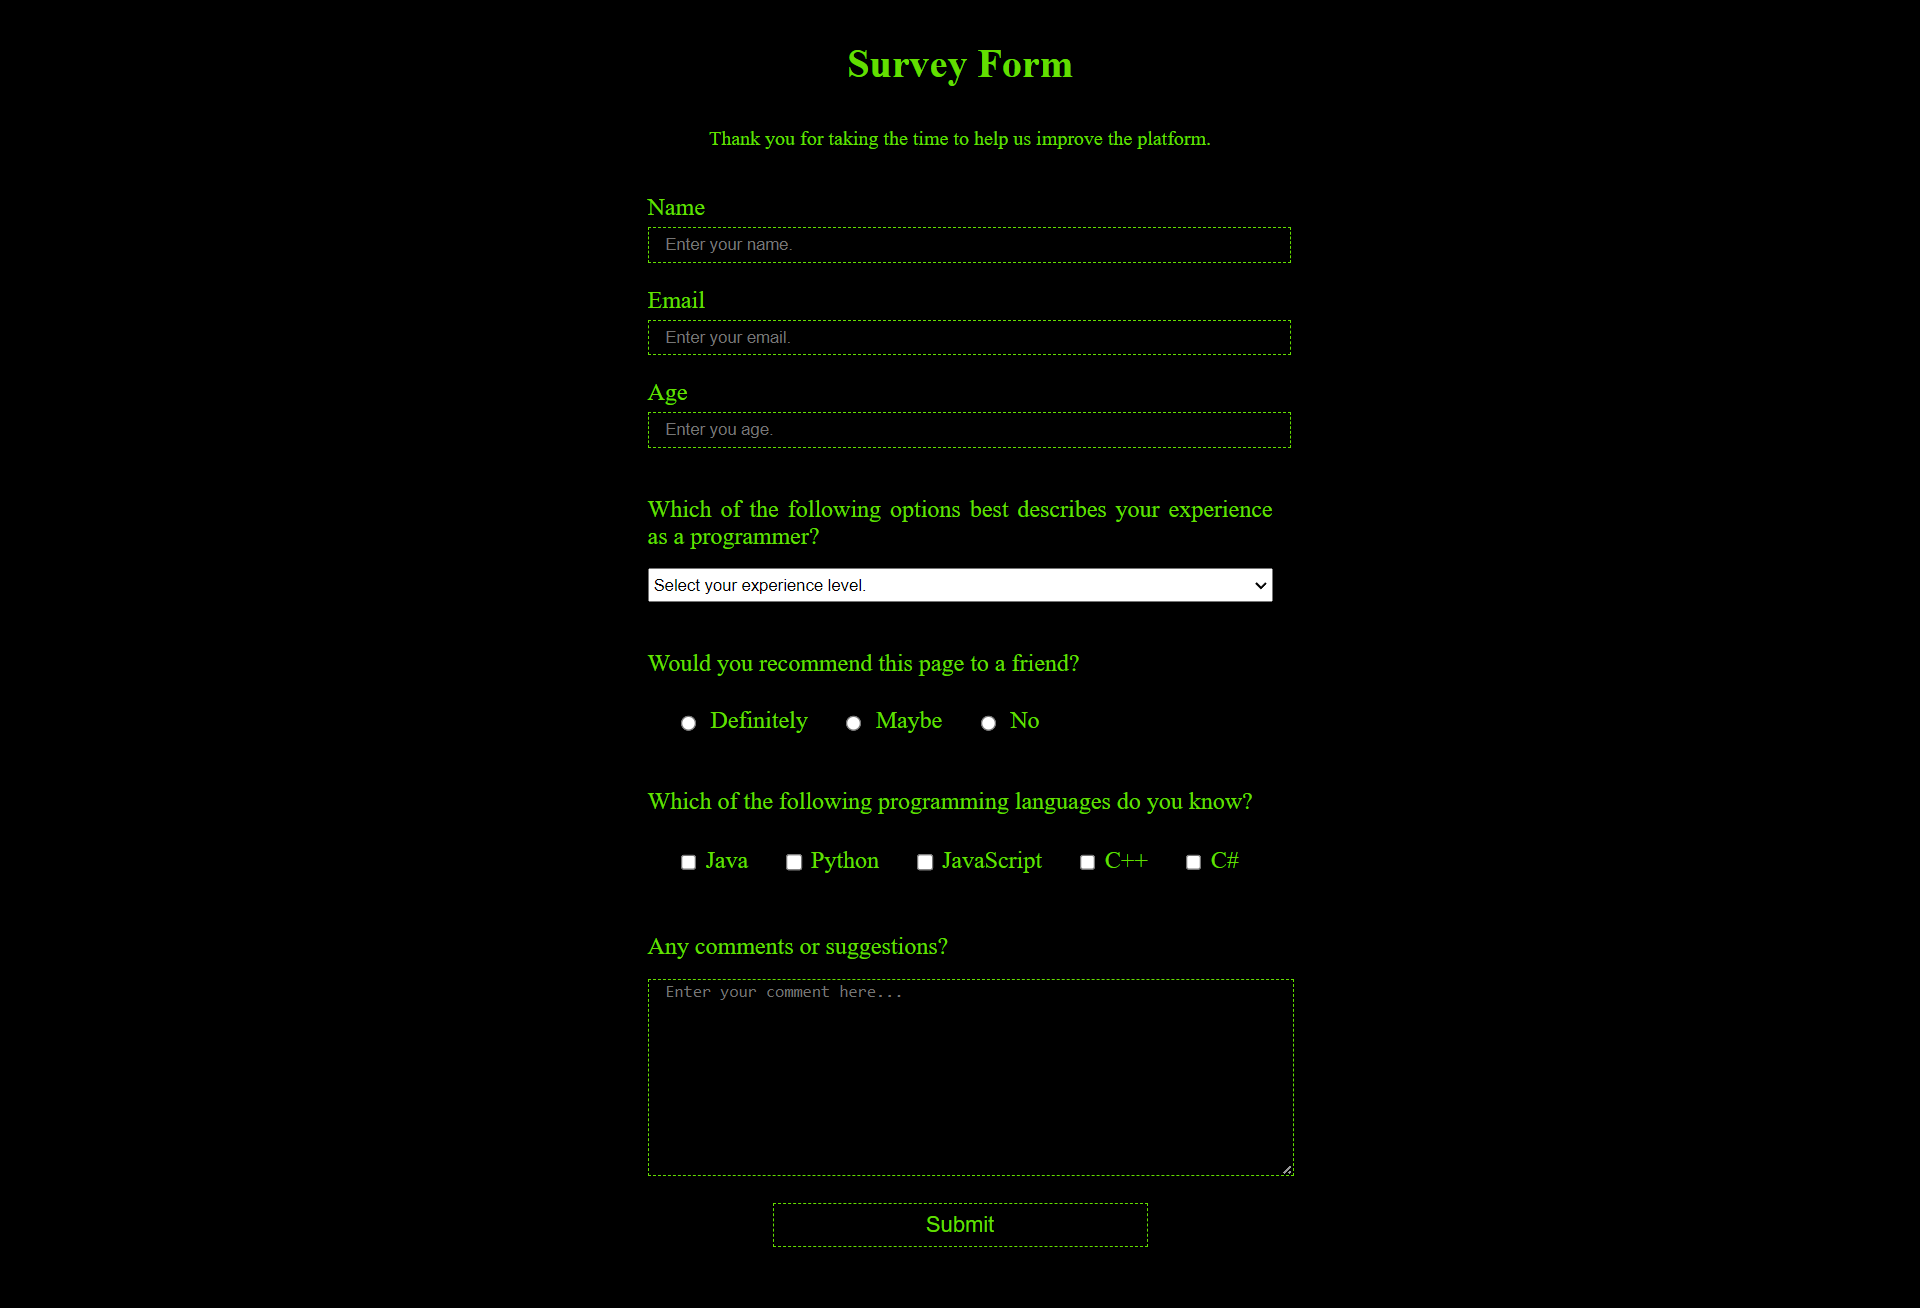 Survey Form
Thank you for taking the time to help us improve the platform.
Name
Enter your name.
Email
Enter your email.
Age
Enter you age.
Which of the following options best describes your experience
as a programmer?
Select your experience level.
Would you recommend this page to a friend?
Definitely Maybe No
Which of the following programming languages do you know?
Java Python JavaScript C++ C#
Any comments or suggestions?
Enter your comment here...
Submit